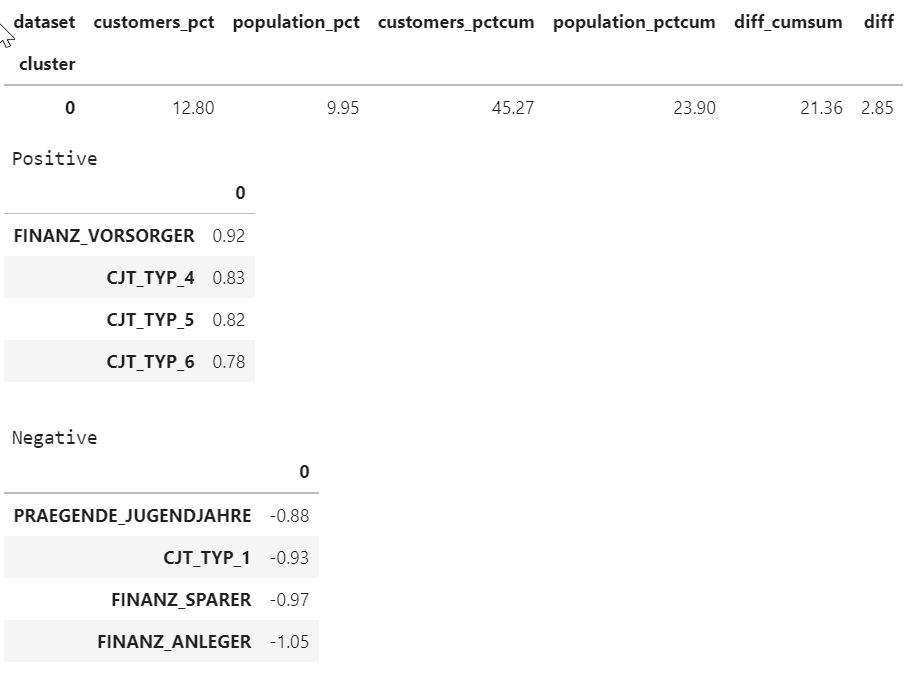 dataset customers_pct population_pct customers_pctcum population_pctcum diff_cumsum diff
cluster
0 12.80 9.95 45.27 23.90 21.36 2.85
Positive
0
FINANZ_VORSORGER 0.92
CJT_TYP_4 0.83
CJT_TYP_5 0.82
CJT_TYP_6 0.78
Negative
0
PRAEGENDE_JUGENDJAHRE -0.88
CJT_TYP_1 -0.93
FINANZ_SPARER -0.97
FINANZ_ANLEGER -1.05